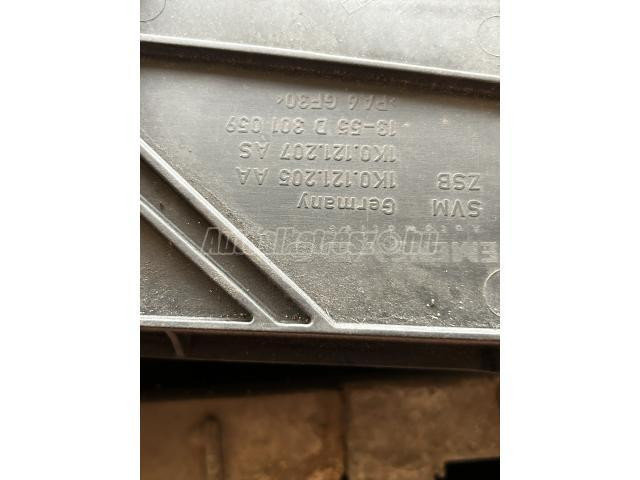 Germany
SVM 1K0.121.205 AA
ZSB 1K0.121.207 AS
13-55 D 301 059
>PA 6 GF30<